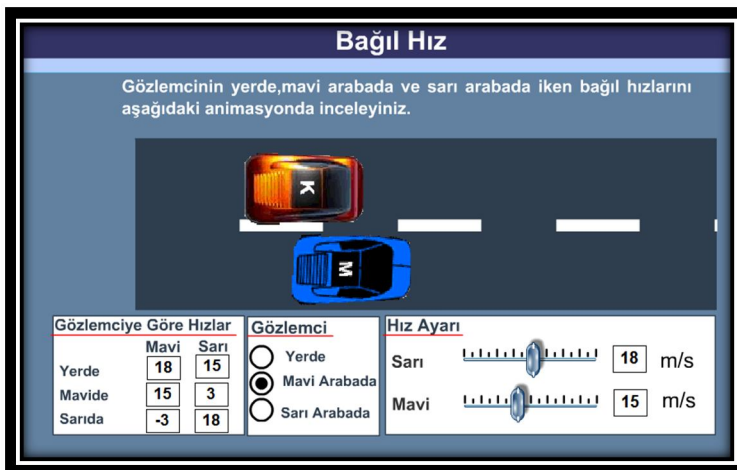 Bağıl Hız
Gözlemcinin yerde,mavi arabada ve sarı arabada iken bağıl hızlarını
aşağıdaki animasyonda inceleyiniz.
K
M
Gözlemciye Göre Hızlar
Mavi Sarı
Yerde 18 15
Mavide 15 3
Sarıda -3 18
Gözlemci
Yerde
Mavi Arabada
Sarı Arabada
Hız Ayarı
Sarı 18 m/s
Mavi 15 m/s